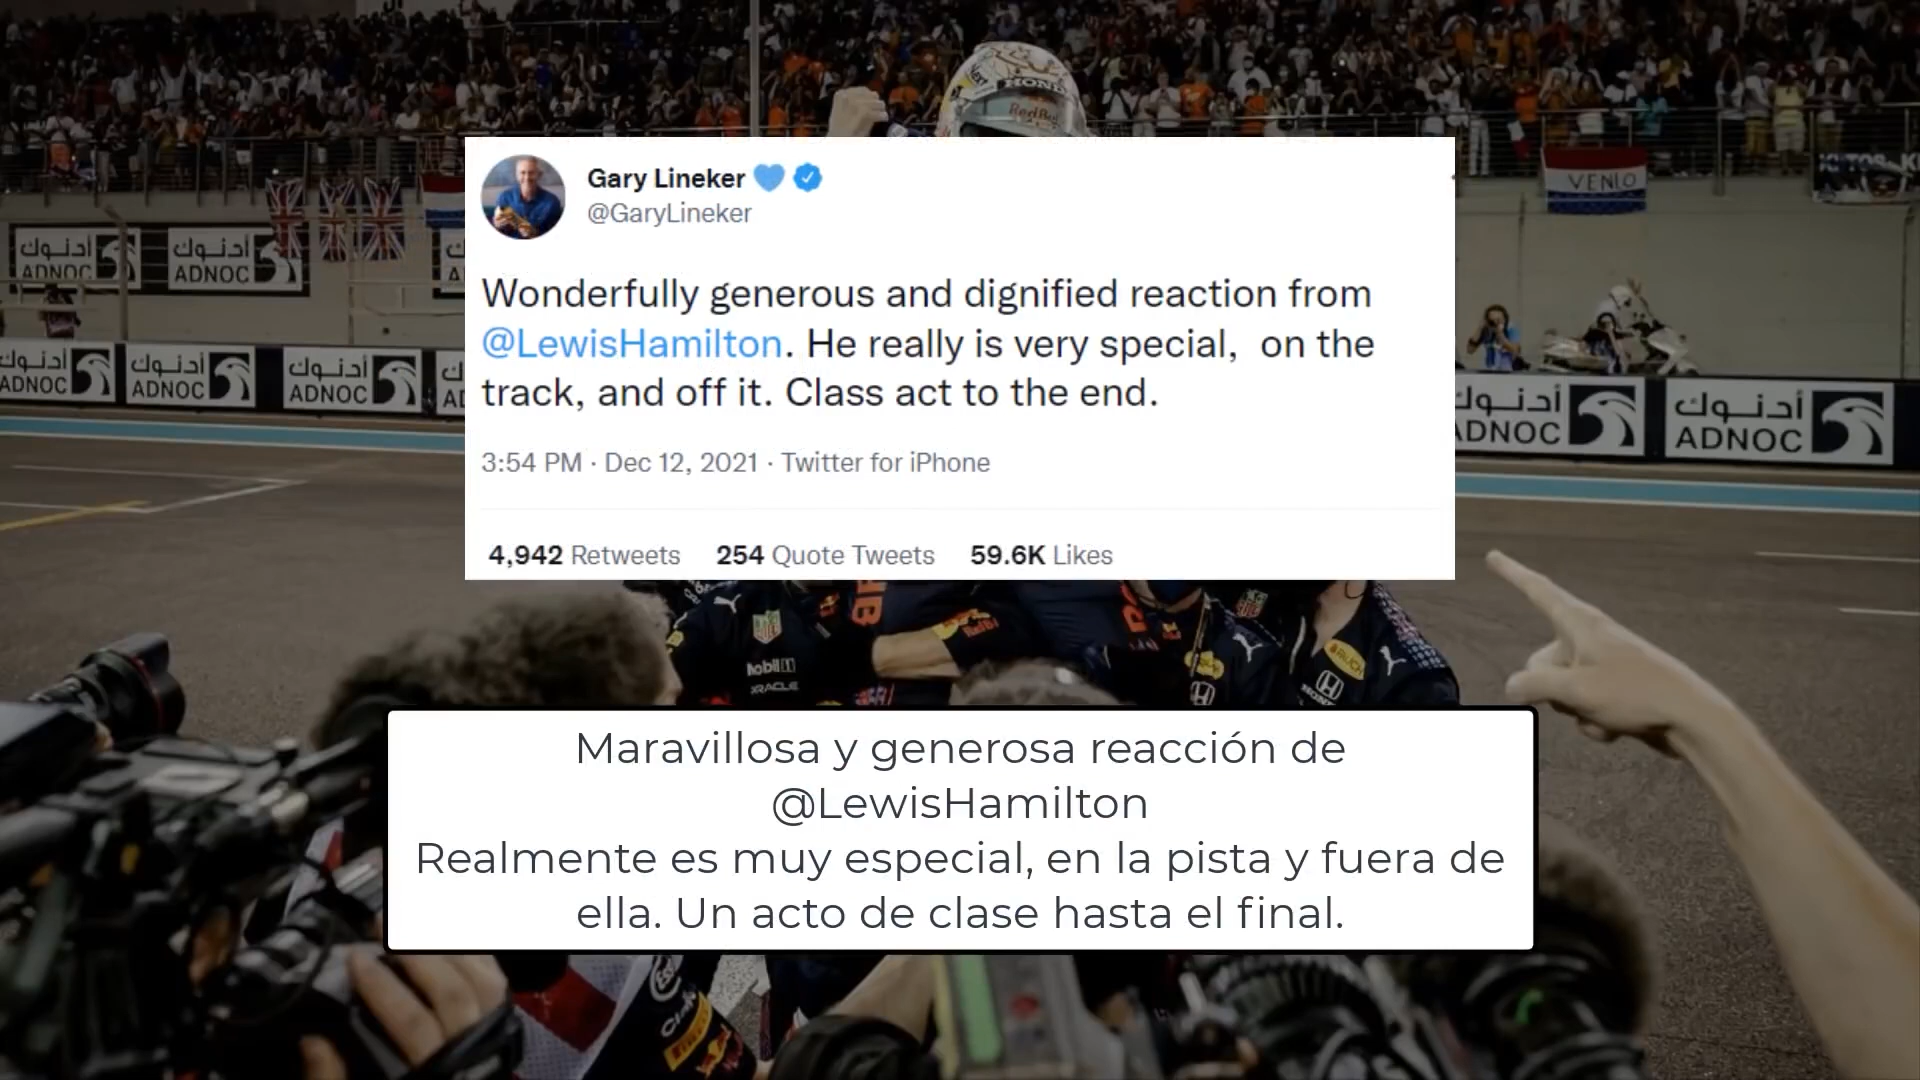 HONDA
Red Bull
VENLO
Gary Lineker
@GaryLineker
Wonderfully generous and dignified reaction from
@LewisHamilton. He really is very special,  on the
track, and off it. Class act to the end.
3:54 PM · Dec 12, 2021 · Twitter for iPhone
4,942 Retweets 254 Quote Tweets 59.6K Likes
أدنوك أدنوك
ADNOC ADNOC
أدنوك أدنوك أدنوك
ADNOC ADNOC ADNOC
أدنوك أدنوك
ADNOC ADNOC
Mobil 1
ORACLE
HONDA
Maravillosa y generosa reacción de
@LewisHamilton
Realmente es muy especial, en la pista y fuera de
ella. Un acto de clase hasta el final.